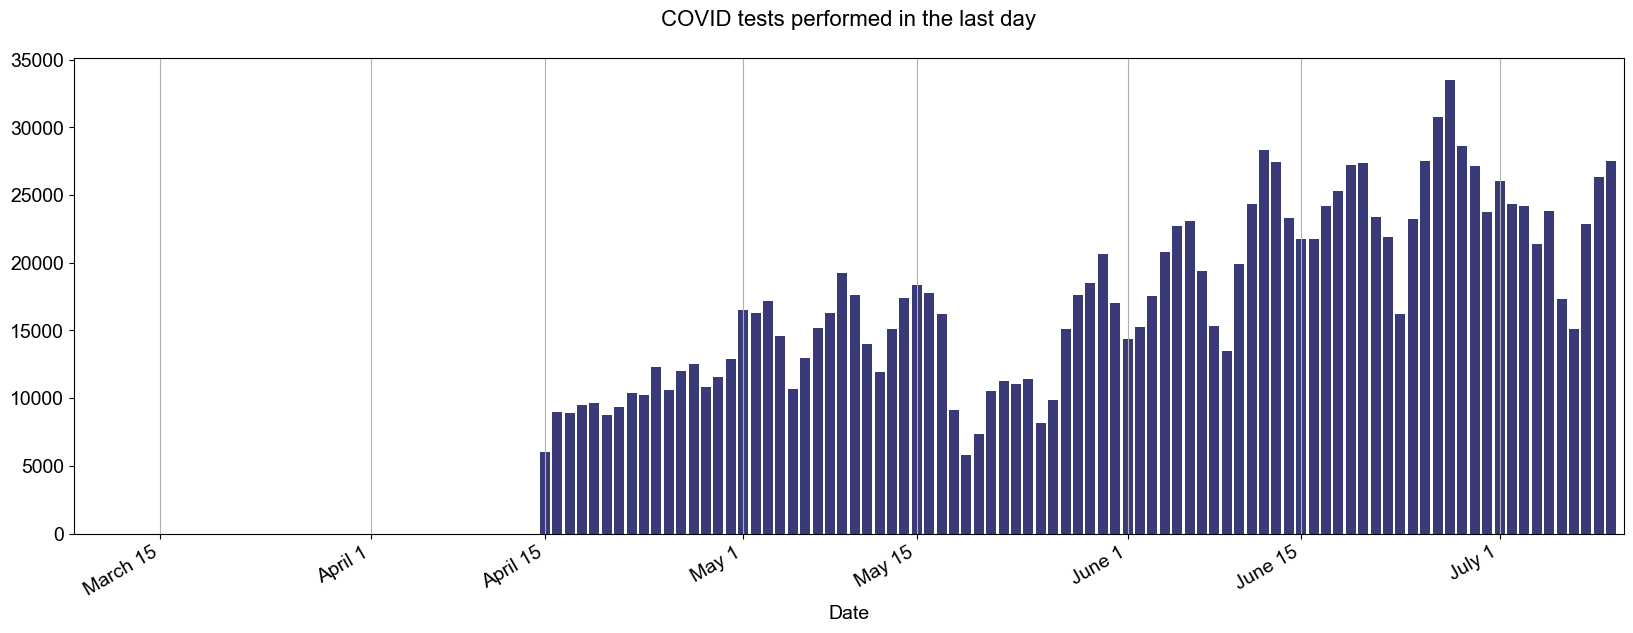 COVID tests performed in the last day
35000
30000
25000
20000
15000
10000
5000
0
March 15
April 1
April 15
May 1
May 15
June 1
June 15
July 1
Date